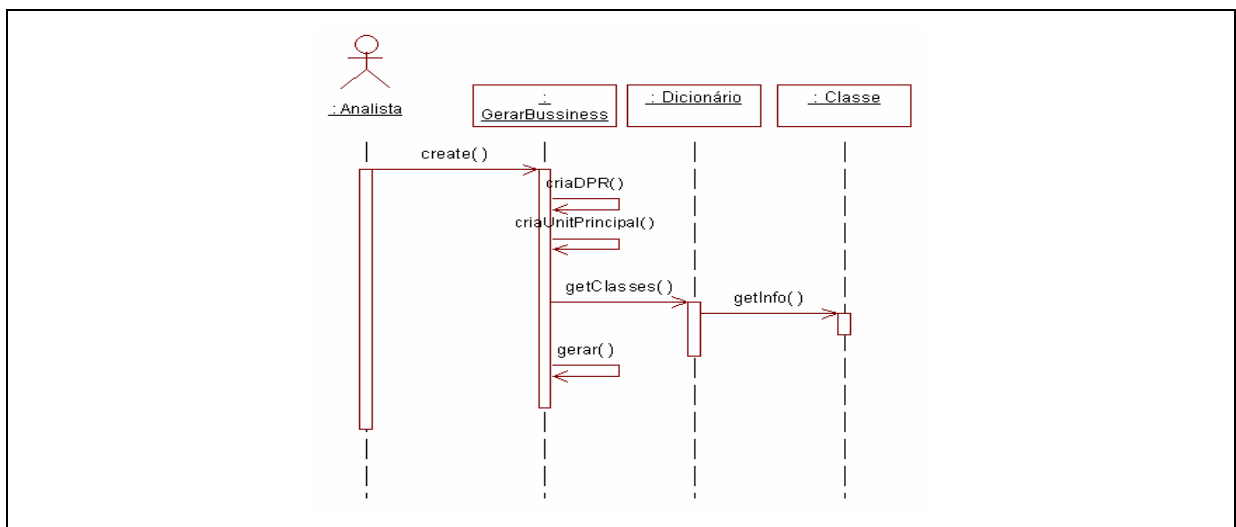 : Analista
:
GerarBussiness
: Dicionário
: Classe
create( )
criaDPR( )
criaUnitPrincipal( )
getClasses( )
getInfo( )
gerar( )